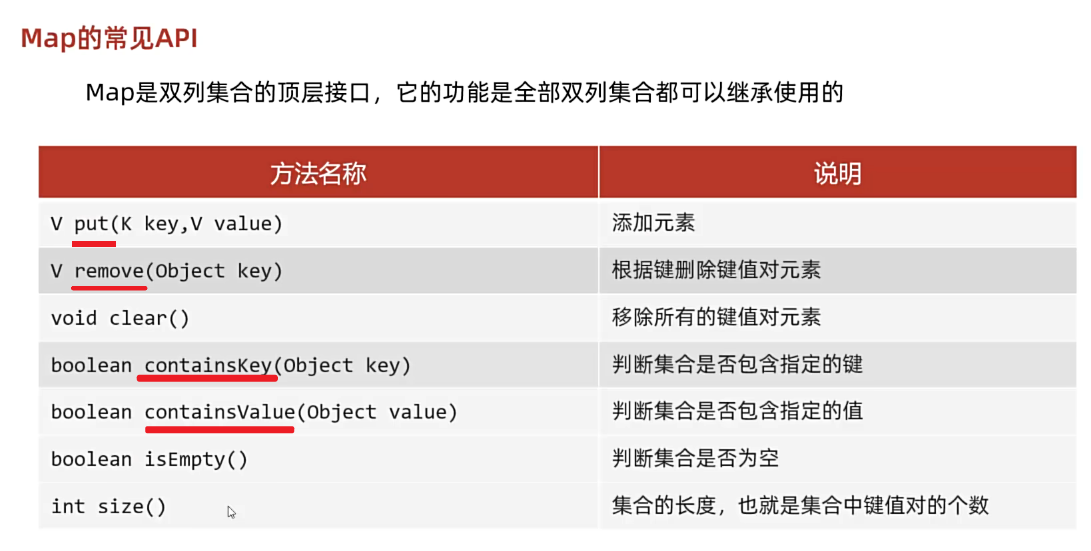 Map的常见API
Map是双列集合的顶层接口，它的功能是全部双列集合都可以继承使用的
方法名称 说明
V put(K key,V value) 添加元素
V remove(Object key) 根据键删除键值对元素
void clear() 移除所有的键值对元素
boolean containsKey(Object key) 判断集合是否包含指定的键
boolean containsValue(Object value) 判断集合是否包含指定的值
boolean isEmpty() 判断集合是否为空
int size() 集合的长度，也就是集合中键值对的个数